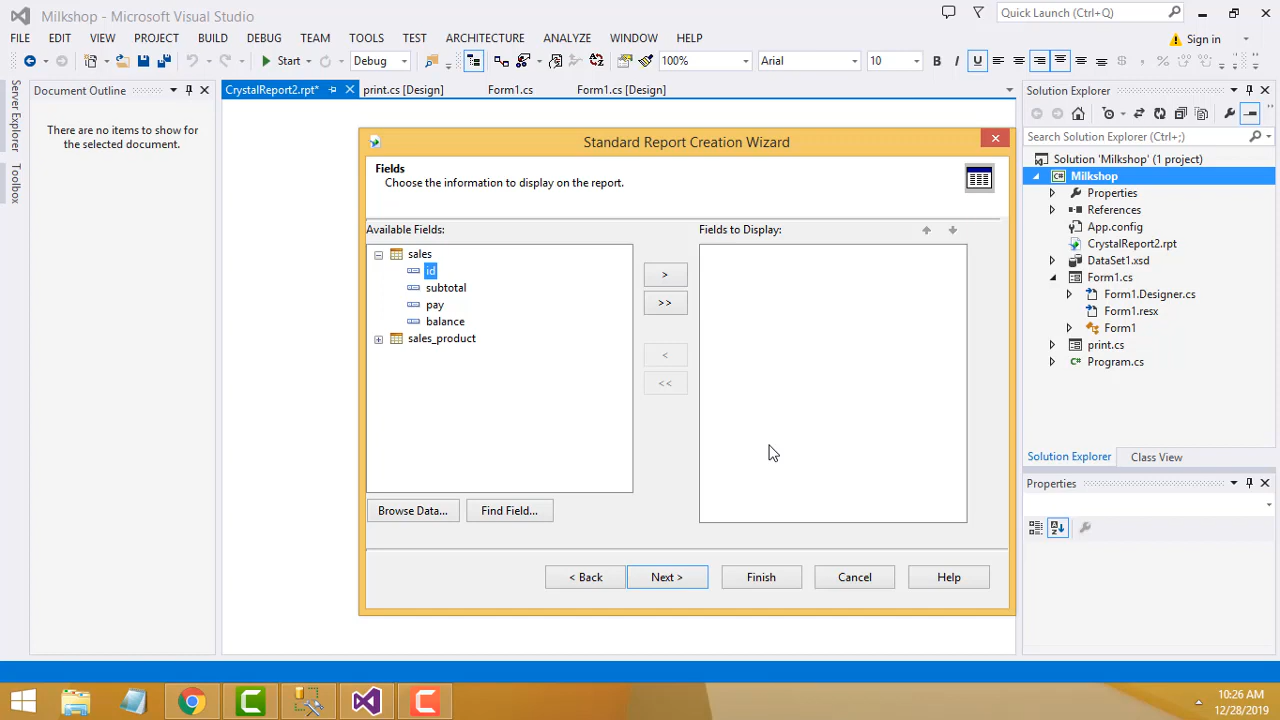 Milkshop - Microsoft Visual Studio
Quick Launch (Ctrl+Q)
FILE EDIT VIEW PROJECT BUILD DEBUG TEAM TOOLS TEST ARCHITECTURE ANALYZE WINDOW HELP
Sign in
Start Debug 100% Arial 10 B I U
Server Explorer
Toolbox
Document Outline
There are no items to show for
the selected document.
CrystalReport2.rpt* print.cs [Design] Form1.cs Form1.cs [Design]
Standard Report Creation Wizard
Fields
Choose the information to display on the report.
Available Fields:
sales
id
subtotal
pay
balance
sales_product
Fields to Display:
>
>>
<
<<
Browse Data... Find Field...
< Back Next > Finish Cancel Help
Solution Explorer
Search Solution Explorer (Ctrl+;)
Solution 'Milkshop' (1 project)
Milkshop
Properties
References
App.config
CrystalReport2.rpt
DataSet1.xsd
Form1.cs
Form1.Designer.cs
Form1.resx
Form1
print.cs
Program.cs
Solution Explorer Class View
Properties
10:26 AM
12/28/2019